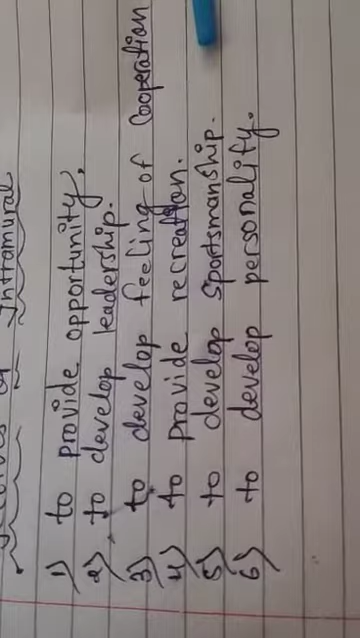 of Intramural
1) to provide opportunity.
2) to develop leadership.
3) to develop feeling of Cooperation
4) to provide recreation.
5) to develop sportsmanship.
6) to develop personality.